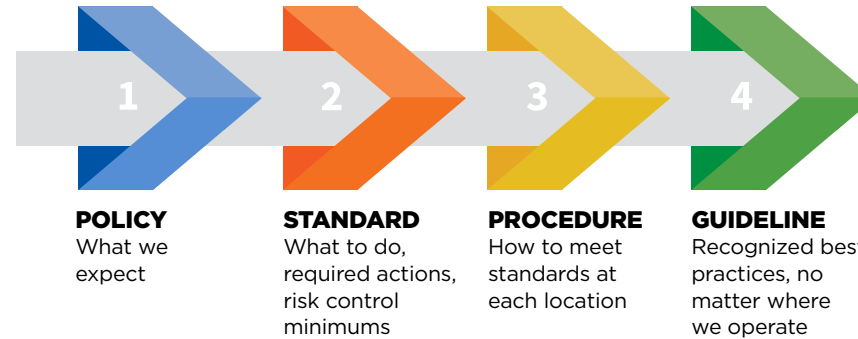 1
2
3
4
POLICY
What we
expect
STANDARD
What to do,
required actions,
risk control
minimums
PROCEDURE
How to meet
standards at
each location
GUIDELINE
Recognized best
practices, no
matter where
we operate